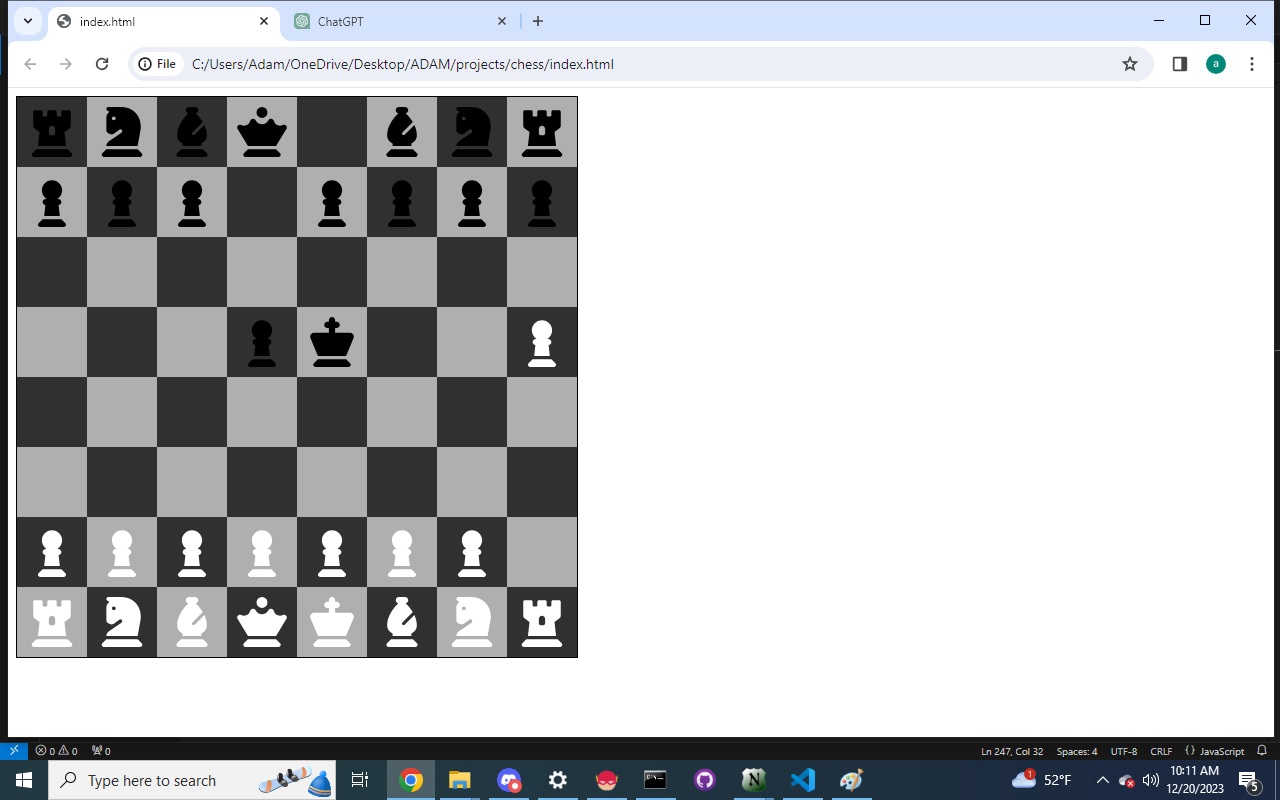 index.html
ChatGPT
File
C:/Users/Adam/OneDrive/Desktop/ADAM/projects/chess/index.html
a
0 0 0
Ln 247, Col 32 Spaces: 4 UTF-8 CRLF {} JavaScript
Type here to search
1
52°F
10:11 AM
12/20/2023
5